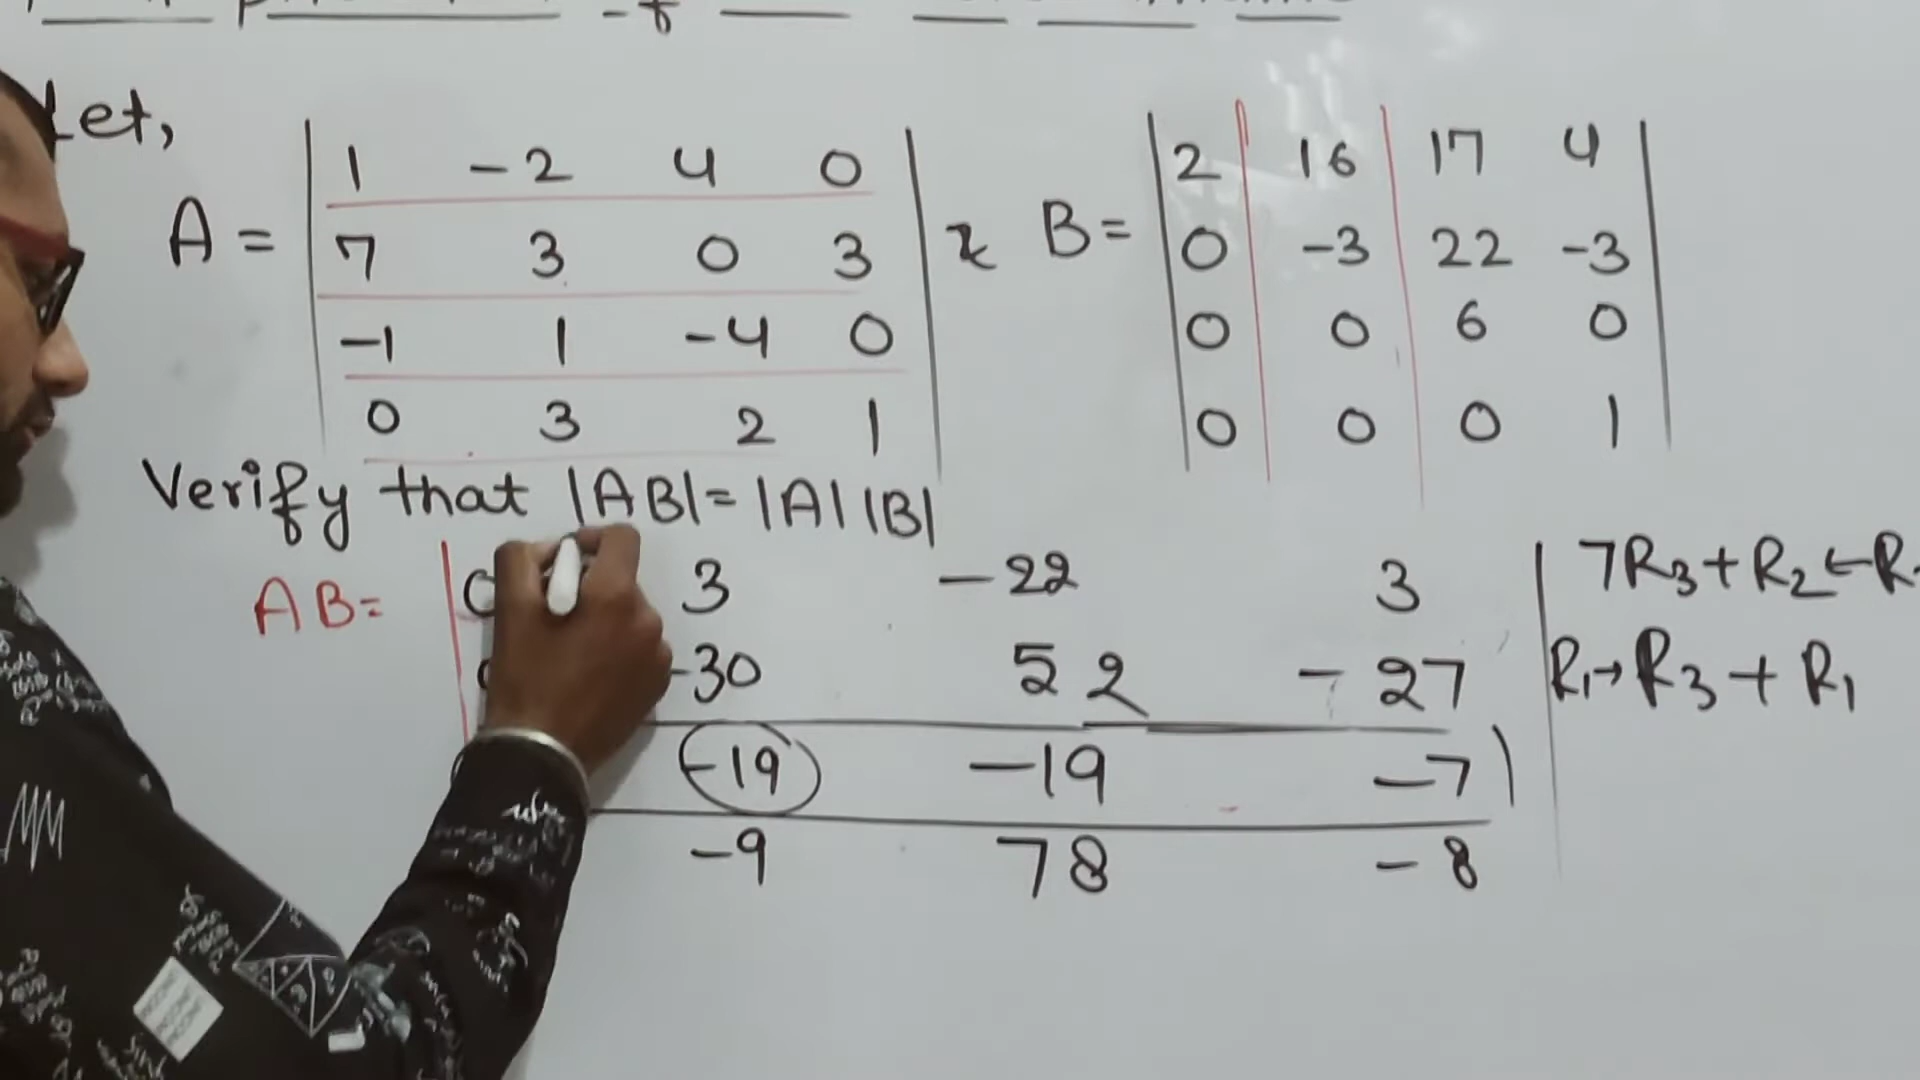 Let,
A = | 1 -2 4 0 | & B = | 2 16 17 4 |
| 7 3 0 3 | | 0 -3 22 -3 |
| -1 1 -4 0 | | 0 0 6 0 |
| 0 3 2 1 | | 0 0 0 1 |
Verify that |AB| = |A| |B|
AB = | 0 3 -22 3 | 7R3 + R2 ←
-30 52 -27 R1 → R3 + R1
-19 -19 -7
-9 78 -8